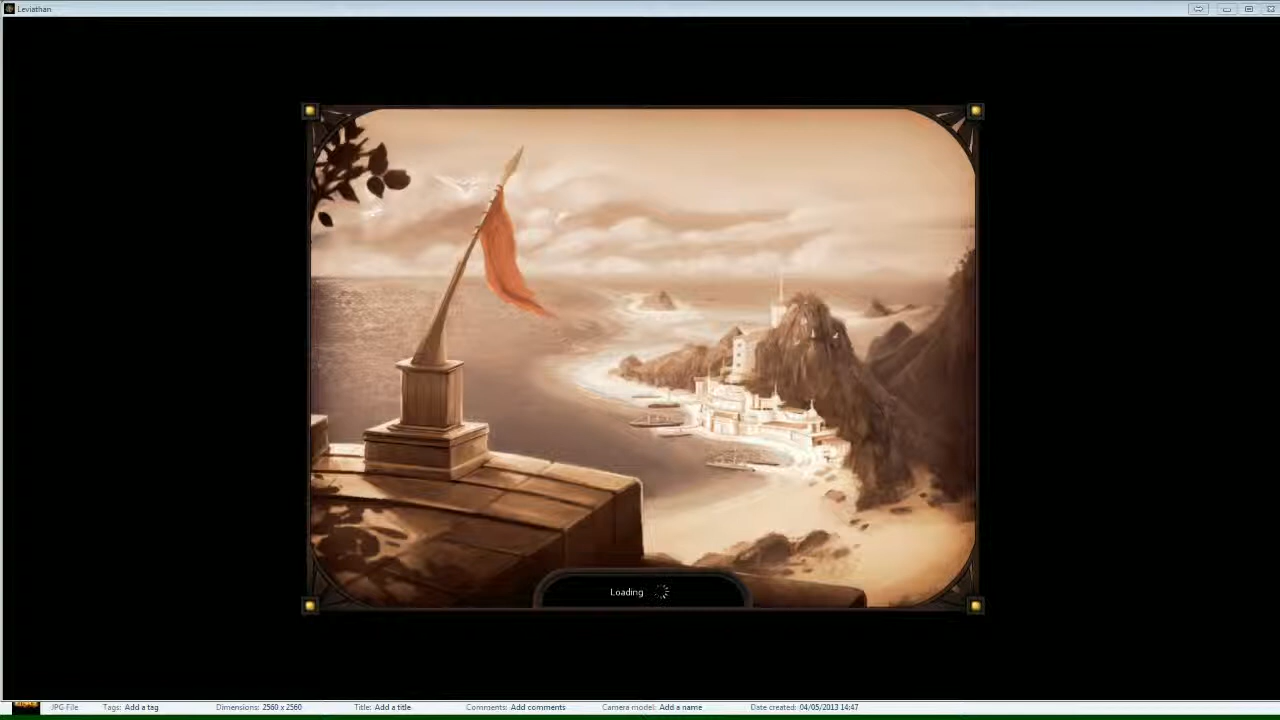 Leviathan
Loading
JPG File Tags: Add a tag Dimensions: 2560 x 2560 Title: Add a title Comments: Add comments Camera model: Add a name Date created: 04/05/2013 14:47